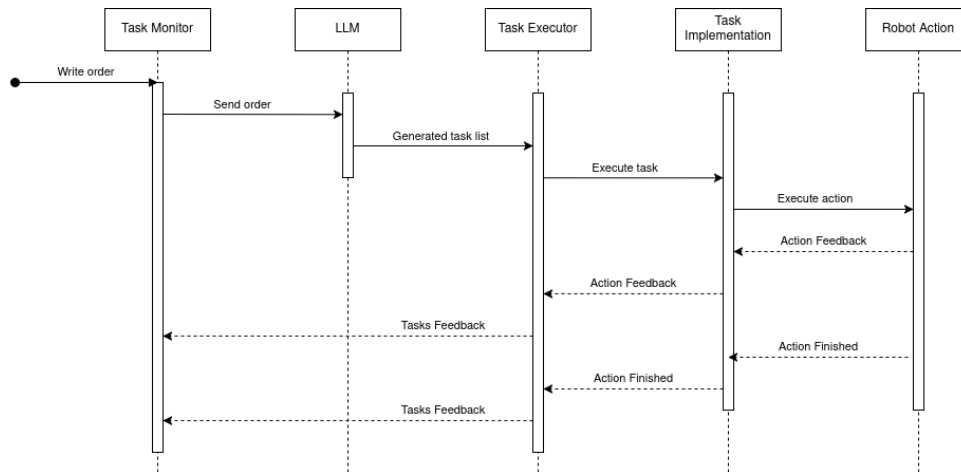 Task Monitor
LLM
Task Executor
Task
Implementation
Robot Action
Write order
Send order
Generated task list
Execute task
Execute action
Action Feedback
Action Feedback
Tasks Feedback
Action Finished
Action Finished
Tasks Feedback